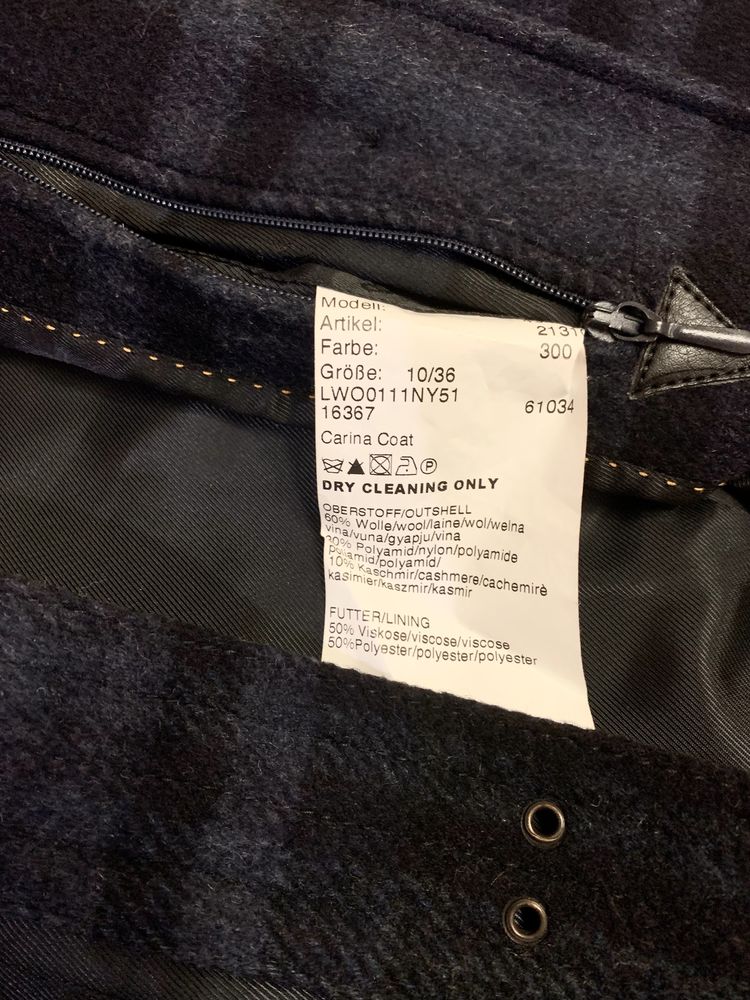 Modell:
Artikel: 2131
Farbe: 300
Größe: 10/36
LWO0111NY51
16367 61034
Carina Coat
P
DRY CLEANING ONLY
OBERSTOFF/OUTSHELL
60% Wolle/wool/laine/wol/welna
vina/vuna/gyapju/vina
30% Polyamid/nylon/polyamide
polyamid/polyamid/
10% Kaschmir/cashmere/cachemirè
kasimier/kaszmir/kasmir
FUTTER/LINING
50% Viskose/viscose/viscose
50%Polyester/polyester/polyester